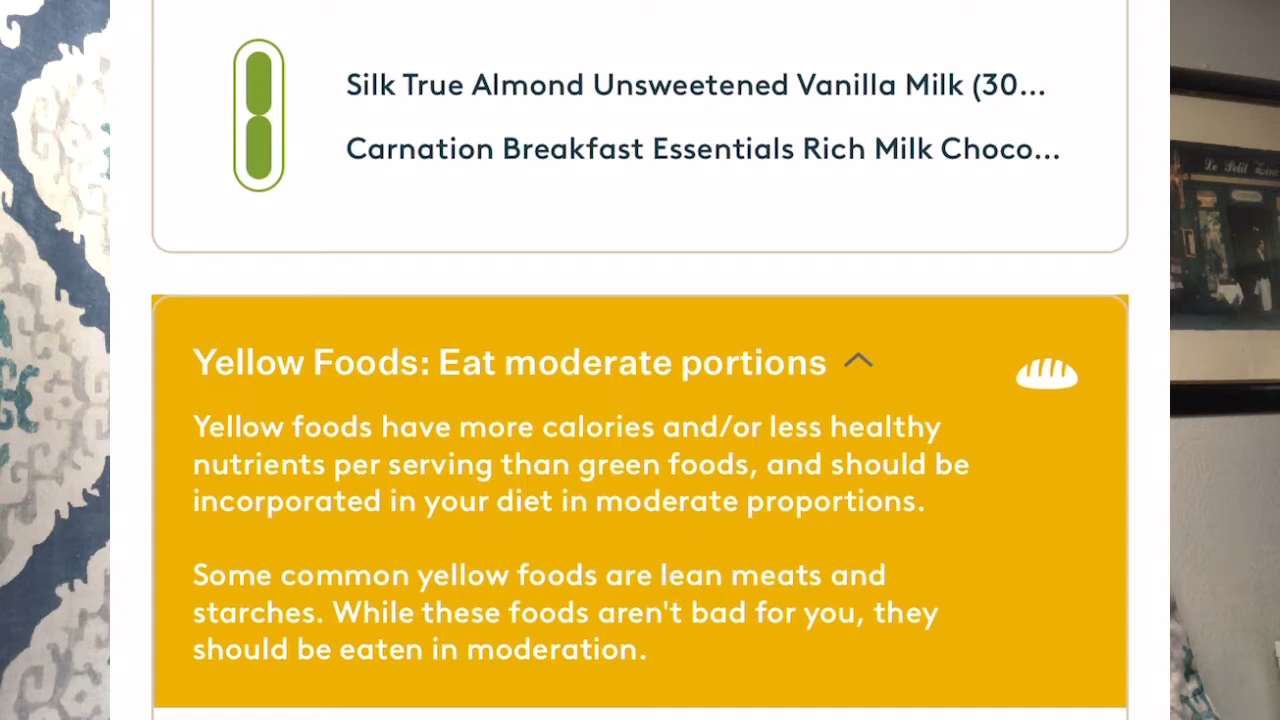 Silk True Almond Unsweetened Vanilla Milk (30...
Carnation Breakfast Essentials Rich Milk Choco...
Yellow Foods: Eat moderate portions
Yellow foods have more calories and/or less healthy
nutrients per serving than green foods, and should be
incorporated in your diet in moderate proportions.
Some common yellow foods are lean meats and
starches. While these foods aren't bad for you, they
should be eaten in moderation.
Le Petit Zinc